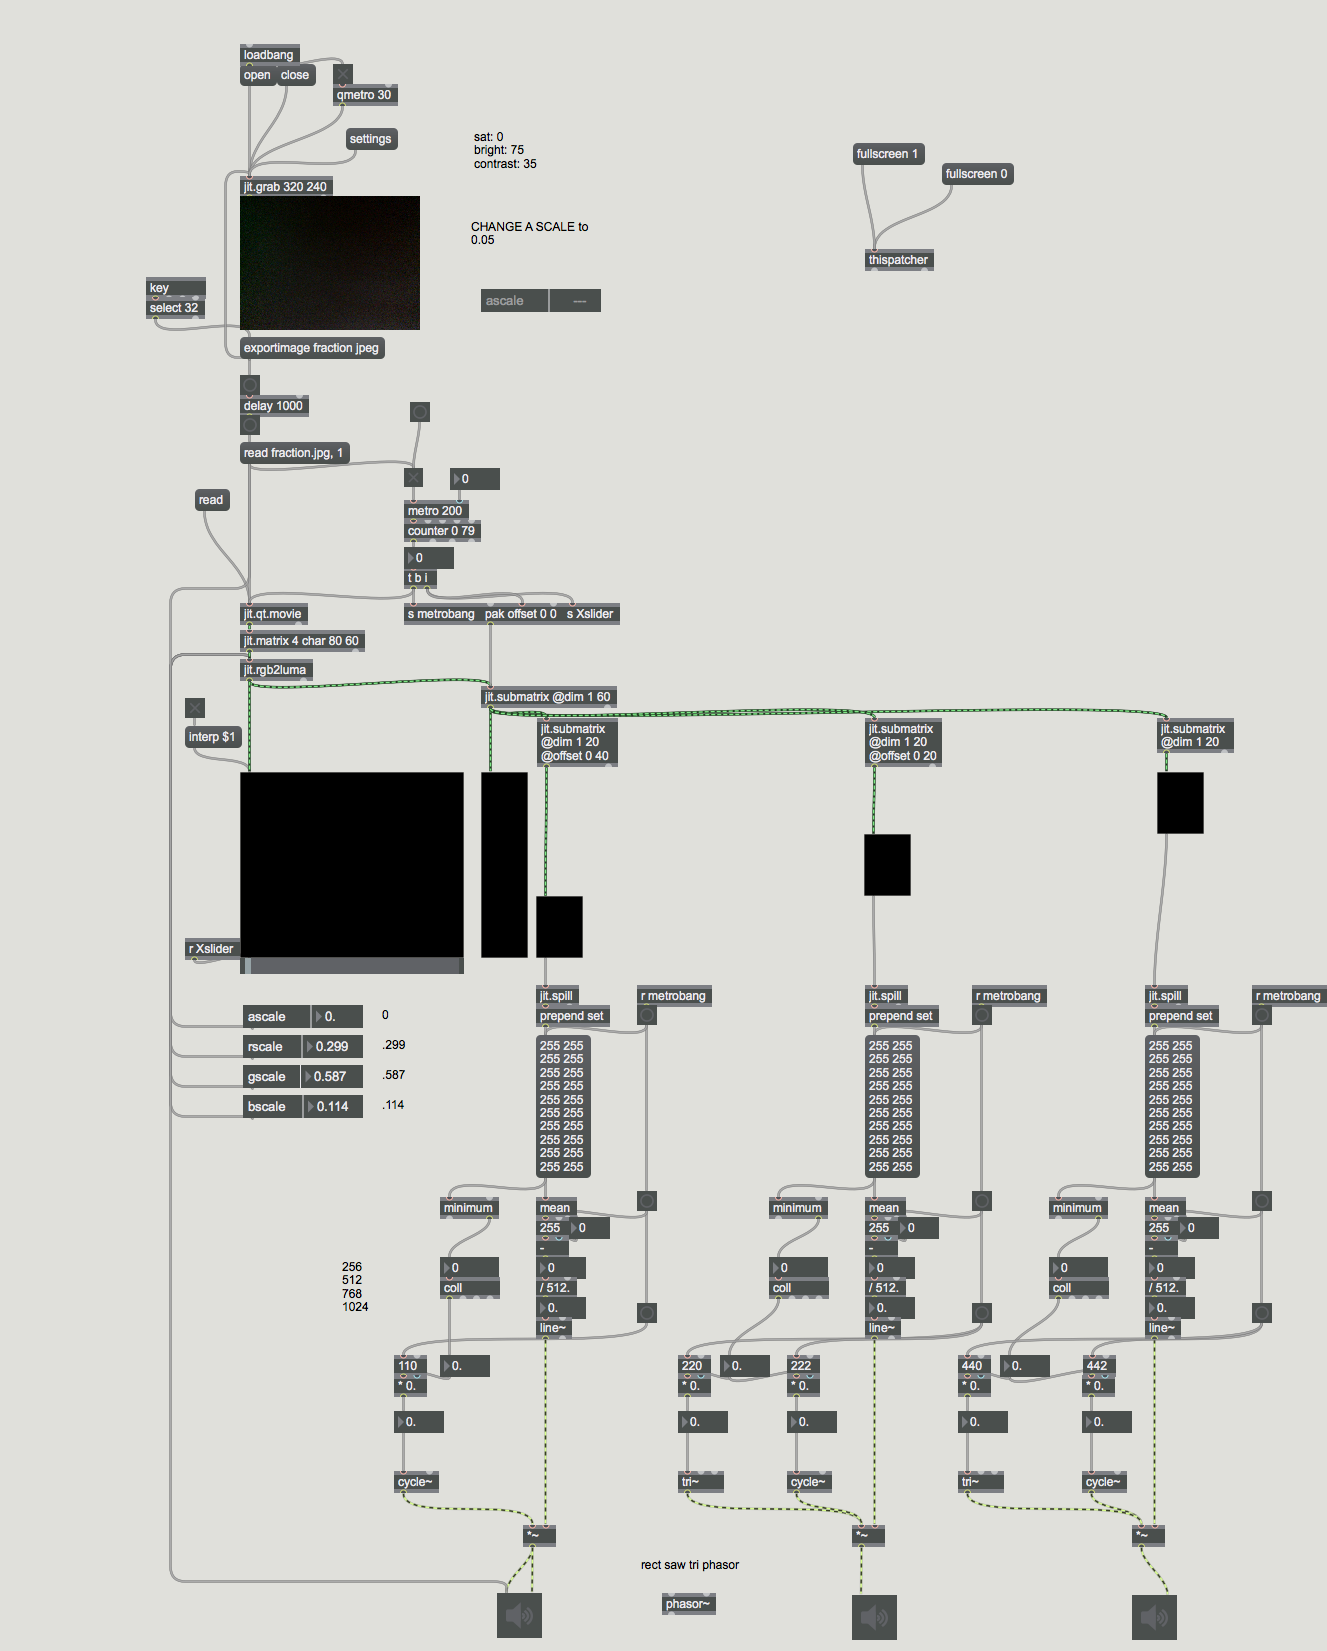 loadbang
open close
qmetro 30
settings
sat: 0
bright: 75
contrast: 35
fullscreen 1
fullscreen 0
jit.grab 320 240
CHANGE A SCALE to
0.05
thispatcher
key
select 32
ascale ---
exportimage fraction jpeg
delay 1000
read fraction.jpg, 1
read
0
metro 200
counter 0 79
0
t b i
jit.qt.movie
s metrobang pak offset 0 0 s Xslider
jit.matrix 4 char 80 60
jit.rgb2luma
jit.submatrix @dim 1 60
interp $1
jit.submatrix
@dim 1 20
@offset 0 40
jit.submatrix
@dim 1 20
@offset 0 20
jit.submatrix
@dim 1 20
r Xslider
ascale 0. 0
rscale 0.299 .299
gscale 0.587 .587
bscale 0.114 .114
jit.spill
r metrobang
prepend set
255 255
255 255
255 255
255 255
255 255
255 255
255 255
255 255
255 255
255 255
minimum
mean
255 0
-
0
0
coll
/ 512.
0.
line~
256
512
768
1024
110
0.
* 0.
0.
cycle~
*~
jit.spill
r metrobang
prepend set
255 255
255 255
255 255
255 255
255 255
255 255
255 255
255 255
255 255
255 255
minimum
mean
255 0
-
0
0
coll
/ 512.
0.
line~
220
0.
222
* 0.
* 0.
0.
0.
tri~
cycle~
*~
jit.spill
r metrobang
prepend set
255 255
255 255
255 255
255 255
255 255
255 255
255 255
255 255
255 255
255 255
minimum
mean
255 0
-
0
0
coll
/ 512.
0.
line~
440
0.
442
* 0.
* 0.
0.
0.
tri~
cycle~
*~
rect saw tri phasor
phasor~